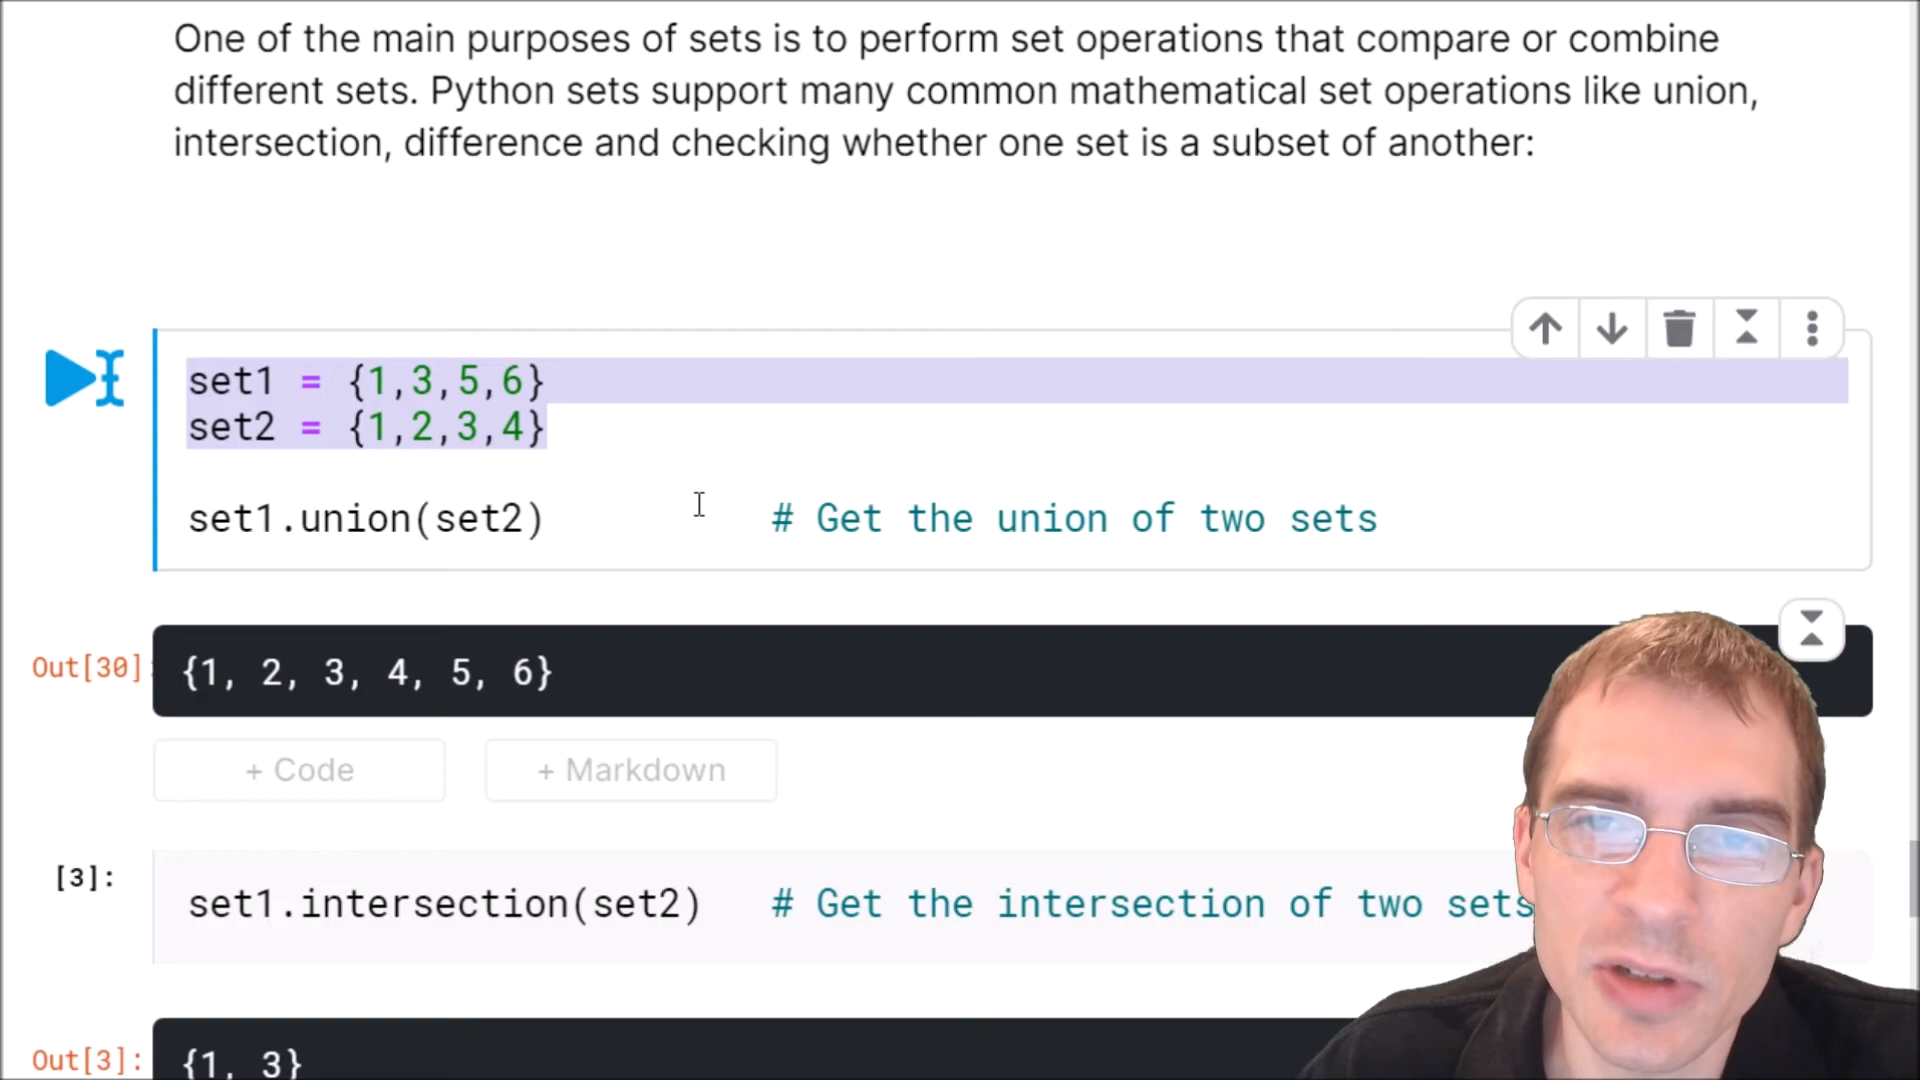 One of the main purposes of sets is to perform set operations that compare or combine
different sets. Python sets support many common mathematical set operations like union,
intersection, difference and checking whether one set is a subset of another:
set1 = {1,3,5,6}
set2 = {1,2,3,4}
set1.union(set2) # Get the union of two sets
Out[30]: {1, 2, 3, 4, 5, 6}
+ Code + Markdown
[3]: set1.intersection(set2) # Get the intersection of two sets
Out[3]: {1, 3}